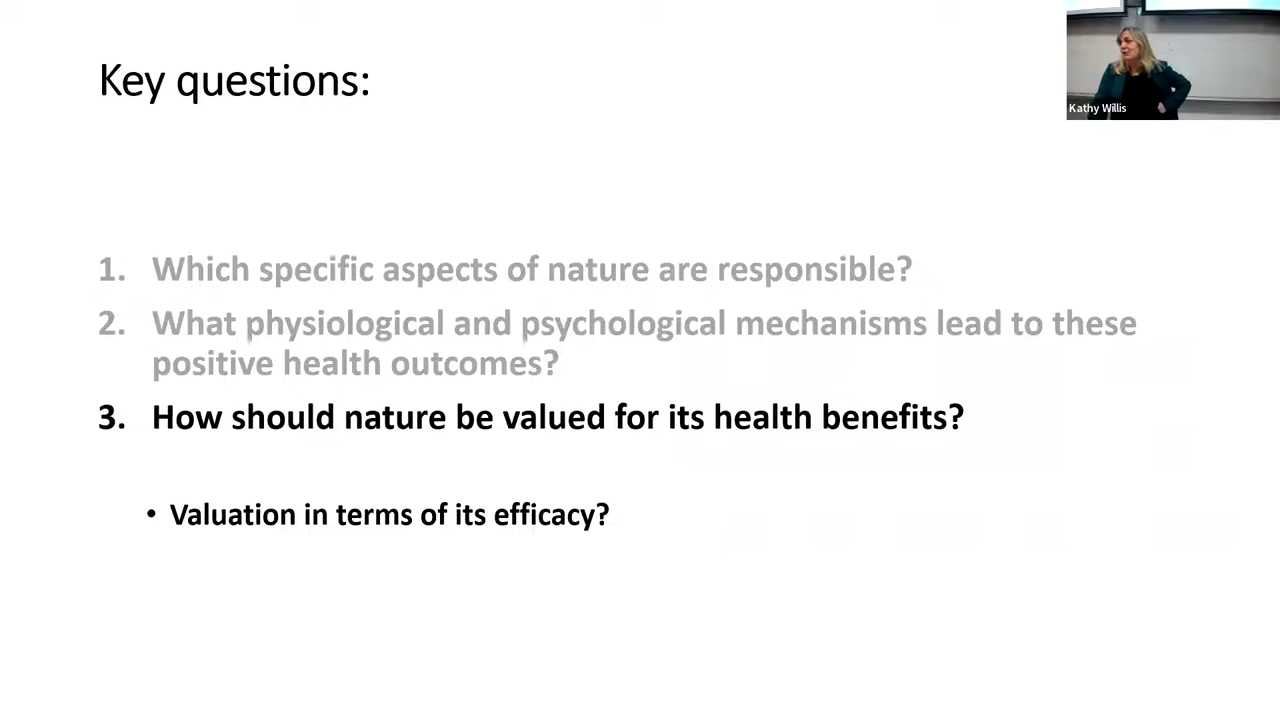 Key questions:
Kathy Willis
1. Which specific aspects of nature are responsible?
2. What physiological and psychological mechanisms lead to these
positive health outcomes?
3. How should nature be valued for its health benefits?
• Valuation in terms of its efficacy?